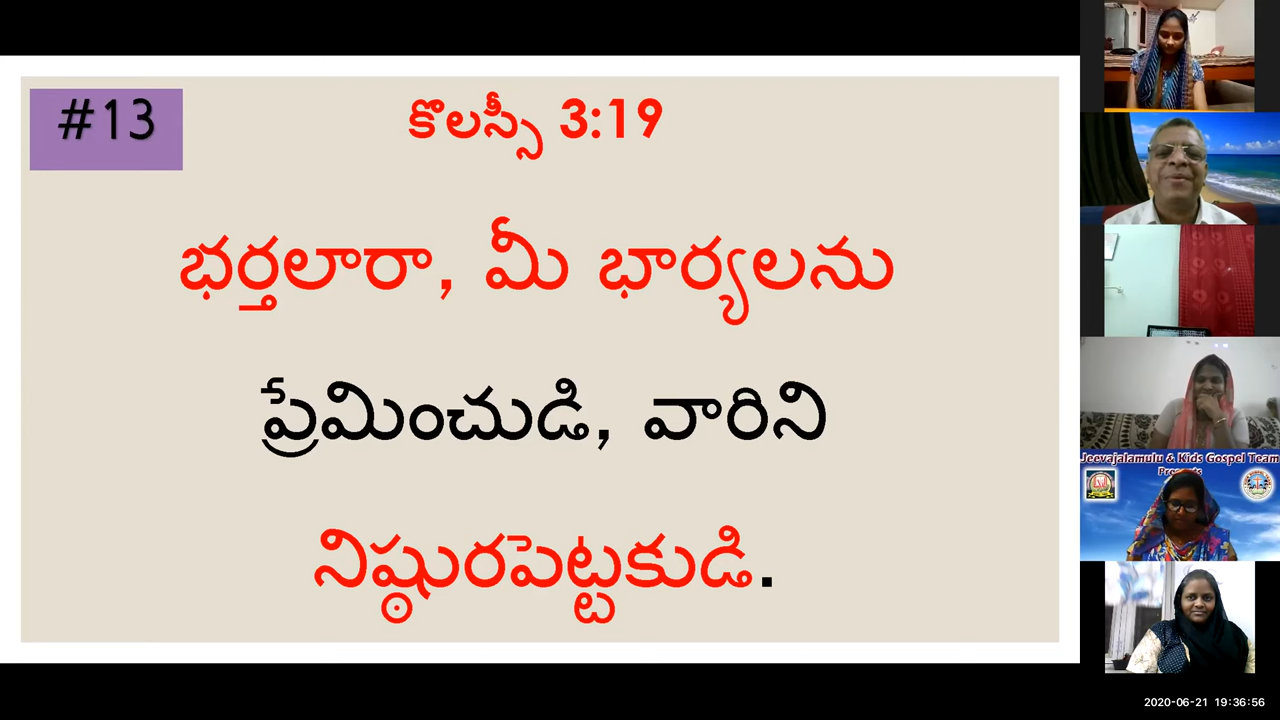 #13
కొలస్సీ 3:19
భర్తలారా, మీ భార్యలను
ప్రేమించుడి, వారిని
నిష్ఠురపెట్టకుడి.
Jeevajalamulu & Kids Gospel Team
Presents
2020-06-21 19:36:56